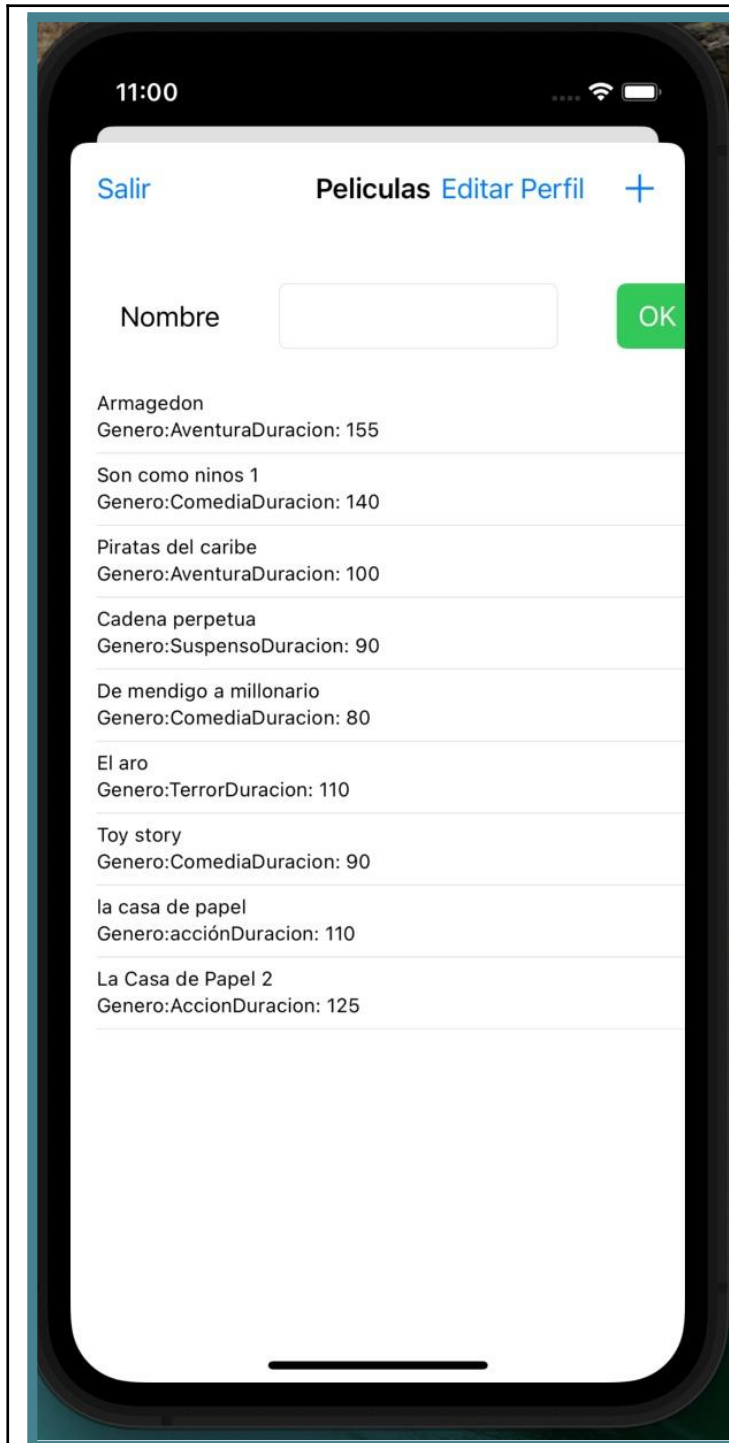 11:00
Salir Peliculas Editar Perfil +
Nombre OK
Armagedon
Genero:AventuraDuracion: 155
Son como ninos 1
Genero:ComediaDuracion: 140
Piratas del caribe
Genero:AventuraDuracion: 100
Cadena perpetua
Genero:SuspensoDuracion: 90
De mendigo a millonario
Genero:ComediaDuracion: 80
El aro
Genero:TerrorDuracion: 110
Toy story
Genero:ComediaDuracion: 90
la casa de papel
Genero:acciónDuracion: 110
La Casa de Papel 2
Genero:AccionDuracion: 125